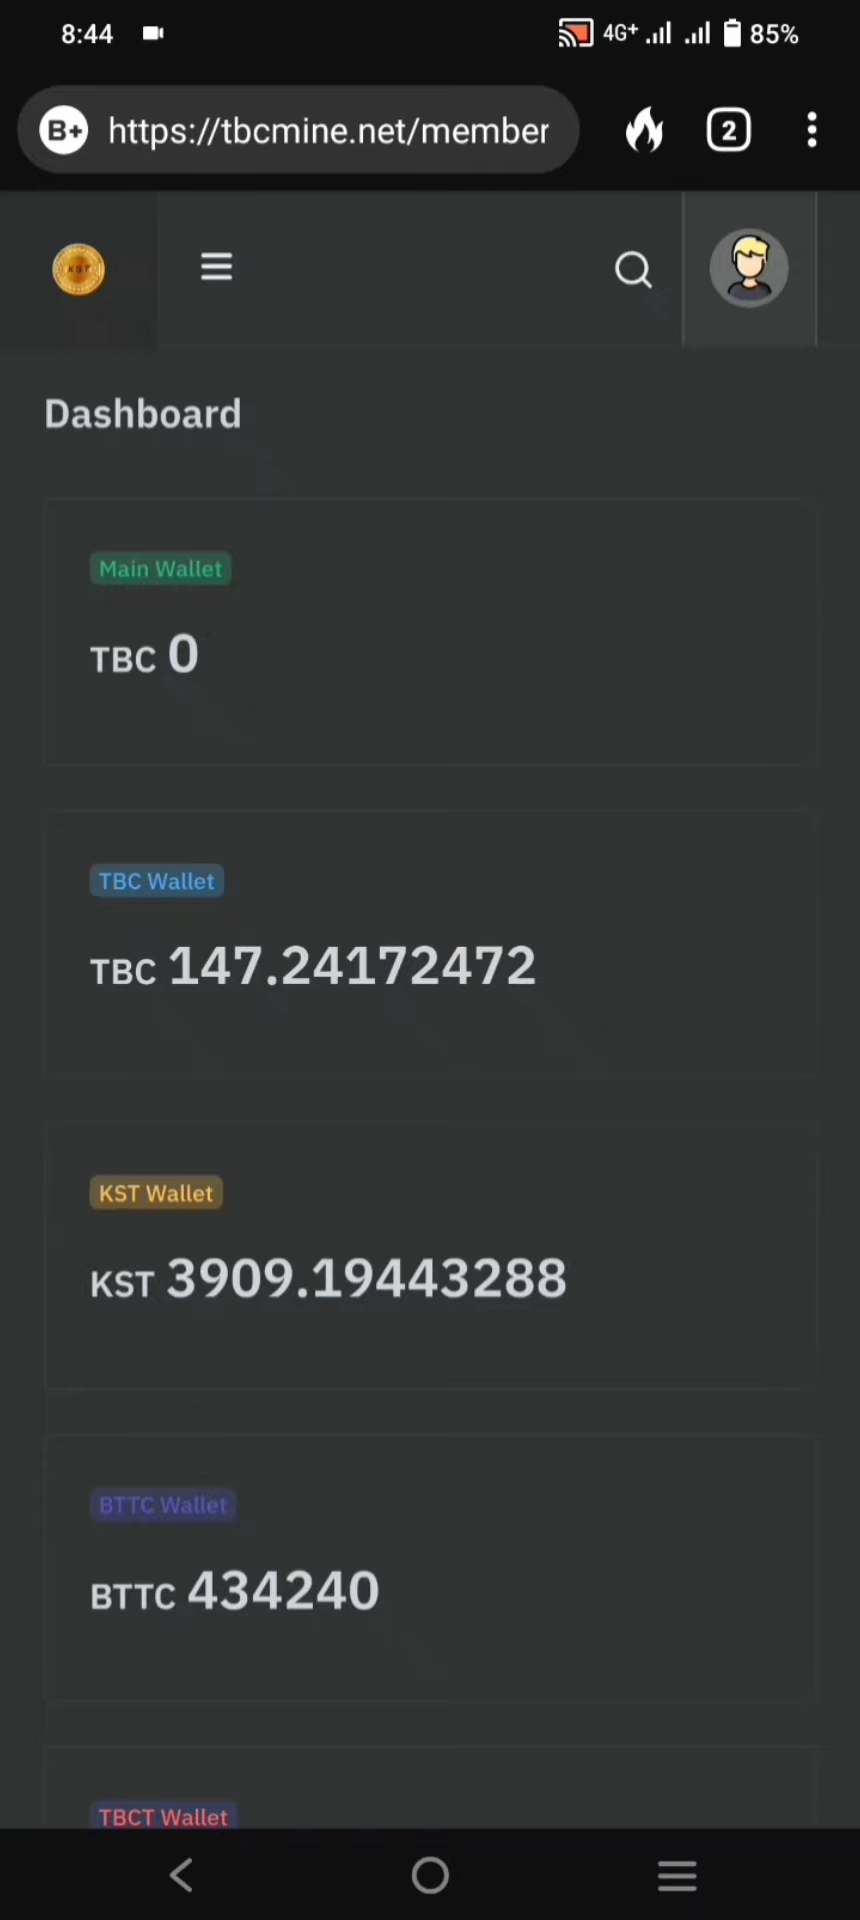 8:44 4G+ 85%
B+ https://tbcmine.net/member 2
KST
Dashboard
Main Wallet
TBC 0
TBC Wallet
TBC 147.24172472
KST Wallet
KST 3909.19443288
BTTC Wallet
BTTC 434240
TBCT Wallet